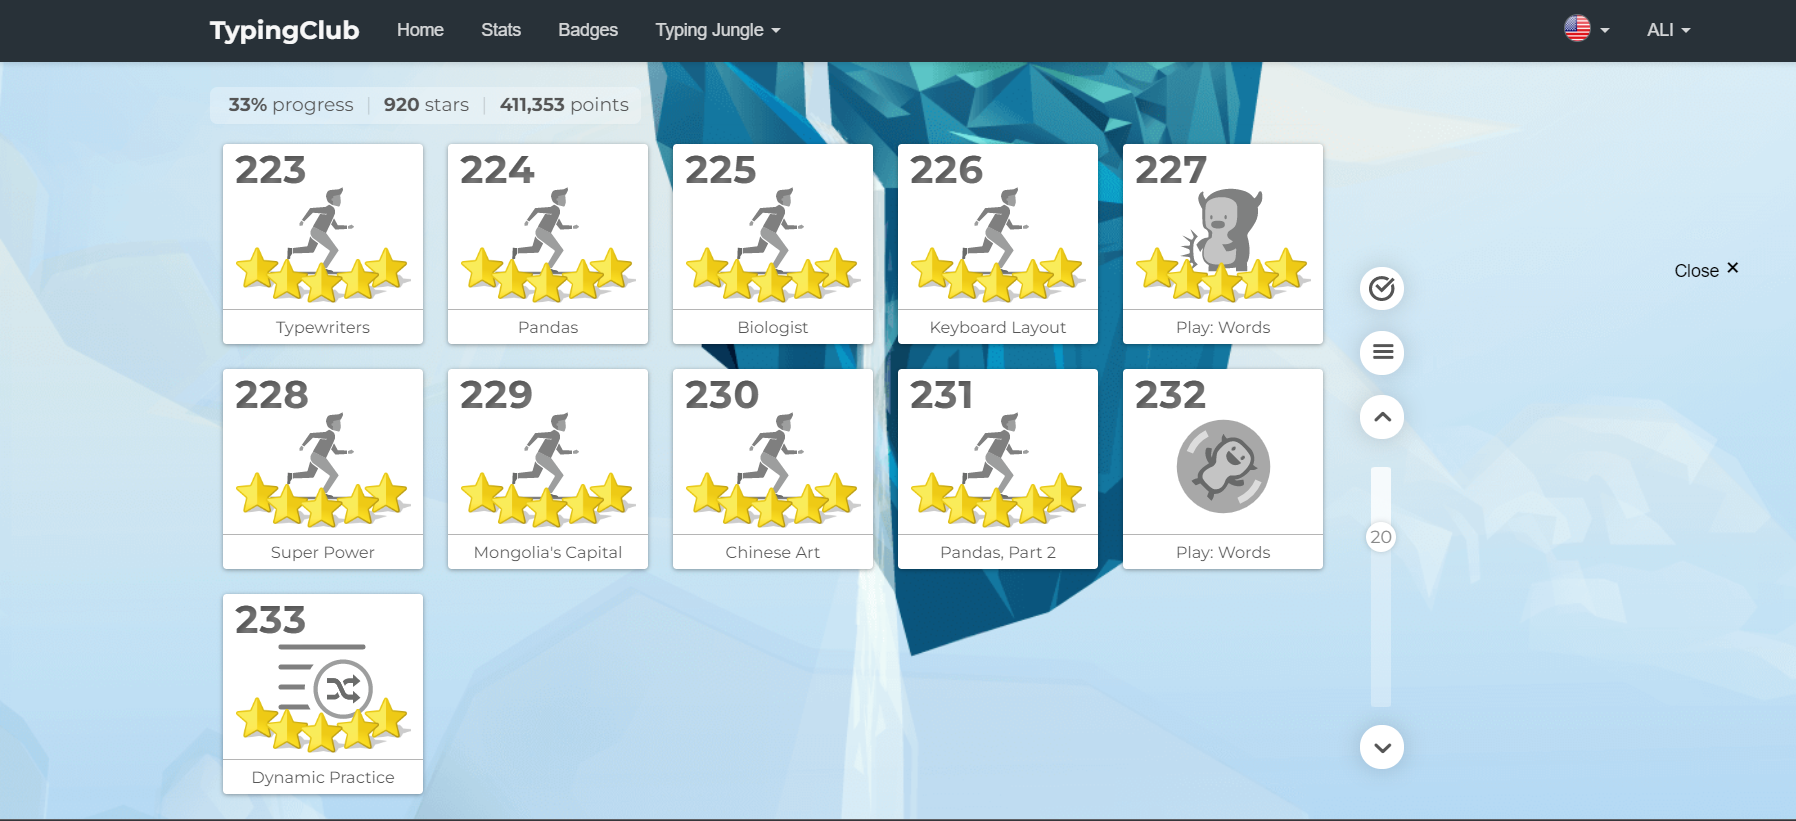 TypingClub Home Stats Badges Typing Jungle ALI
33% progress 920 stars 411,353 points
223 224 225 226 227
Typewriters Pandas Biologist Keyboard Layout Play: Words
Close ×
228 229 230 231 232
20
Super Power Mongolia's Capital Chinese Art Pandas, Part 2 Play: Words
233
Dynamic Practice